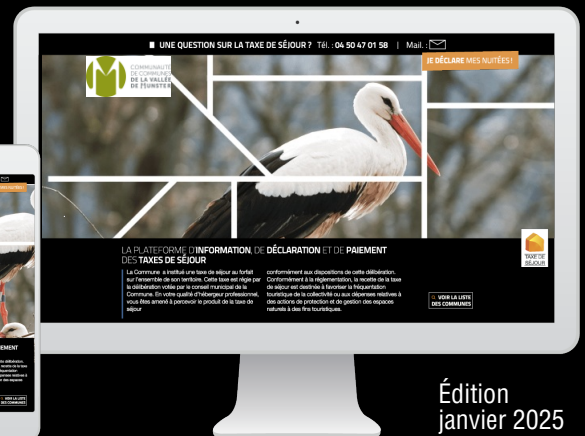 UNE QUESTION SUR LA TAXE DE SÉJOUR ? Tél. : 04 50 47 01 58 | Mail. :
JE DÉCLARE MES NUITÉES !
COMMUNAUTÉ
DE COMMUNES
DE LA VALLÉE
DE MUNSTER
LA PLATEFORME D'INFORMATION, DE DÉCLARATION ET DE PAIEMENT
DES TAXES DE SÉJOUR
La Commune a institué une taxe de séjour au forfait
sur l'ensemble de son territoire. Cette taxe est régie par
la délibération votée par le conseil municipal de la
Commune. En votre qualité d'hébergeur professionnel,
vous êtes amené à percevoir le produit de la taxe de
séjour
conformément aux dispositions de cette délibération.
Conformément à la réglementation, la recette de la taxe
de séjour est destinée à favoriser la fréquentation
touristique de la collectivité ou aux dépenses relatives à
des actions de protection et de gestion des espaces
naturels à des fins touristiques.
TAXE DE
SÉJOUR
VOIR LA LISTE
DES COMMUNES
PAIEMENT
VOIR LA LISTE
DES COMMUNES
Édition
janvier 2025